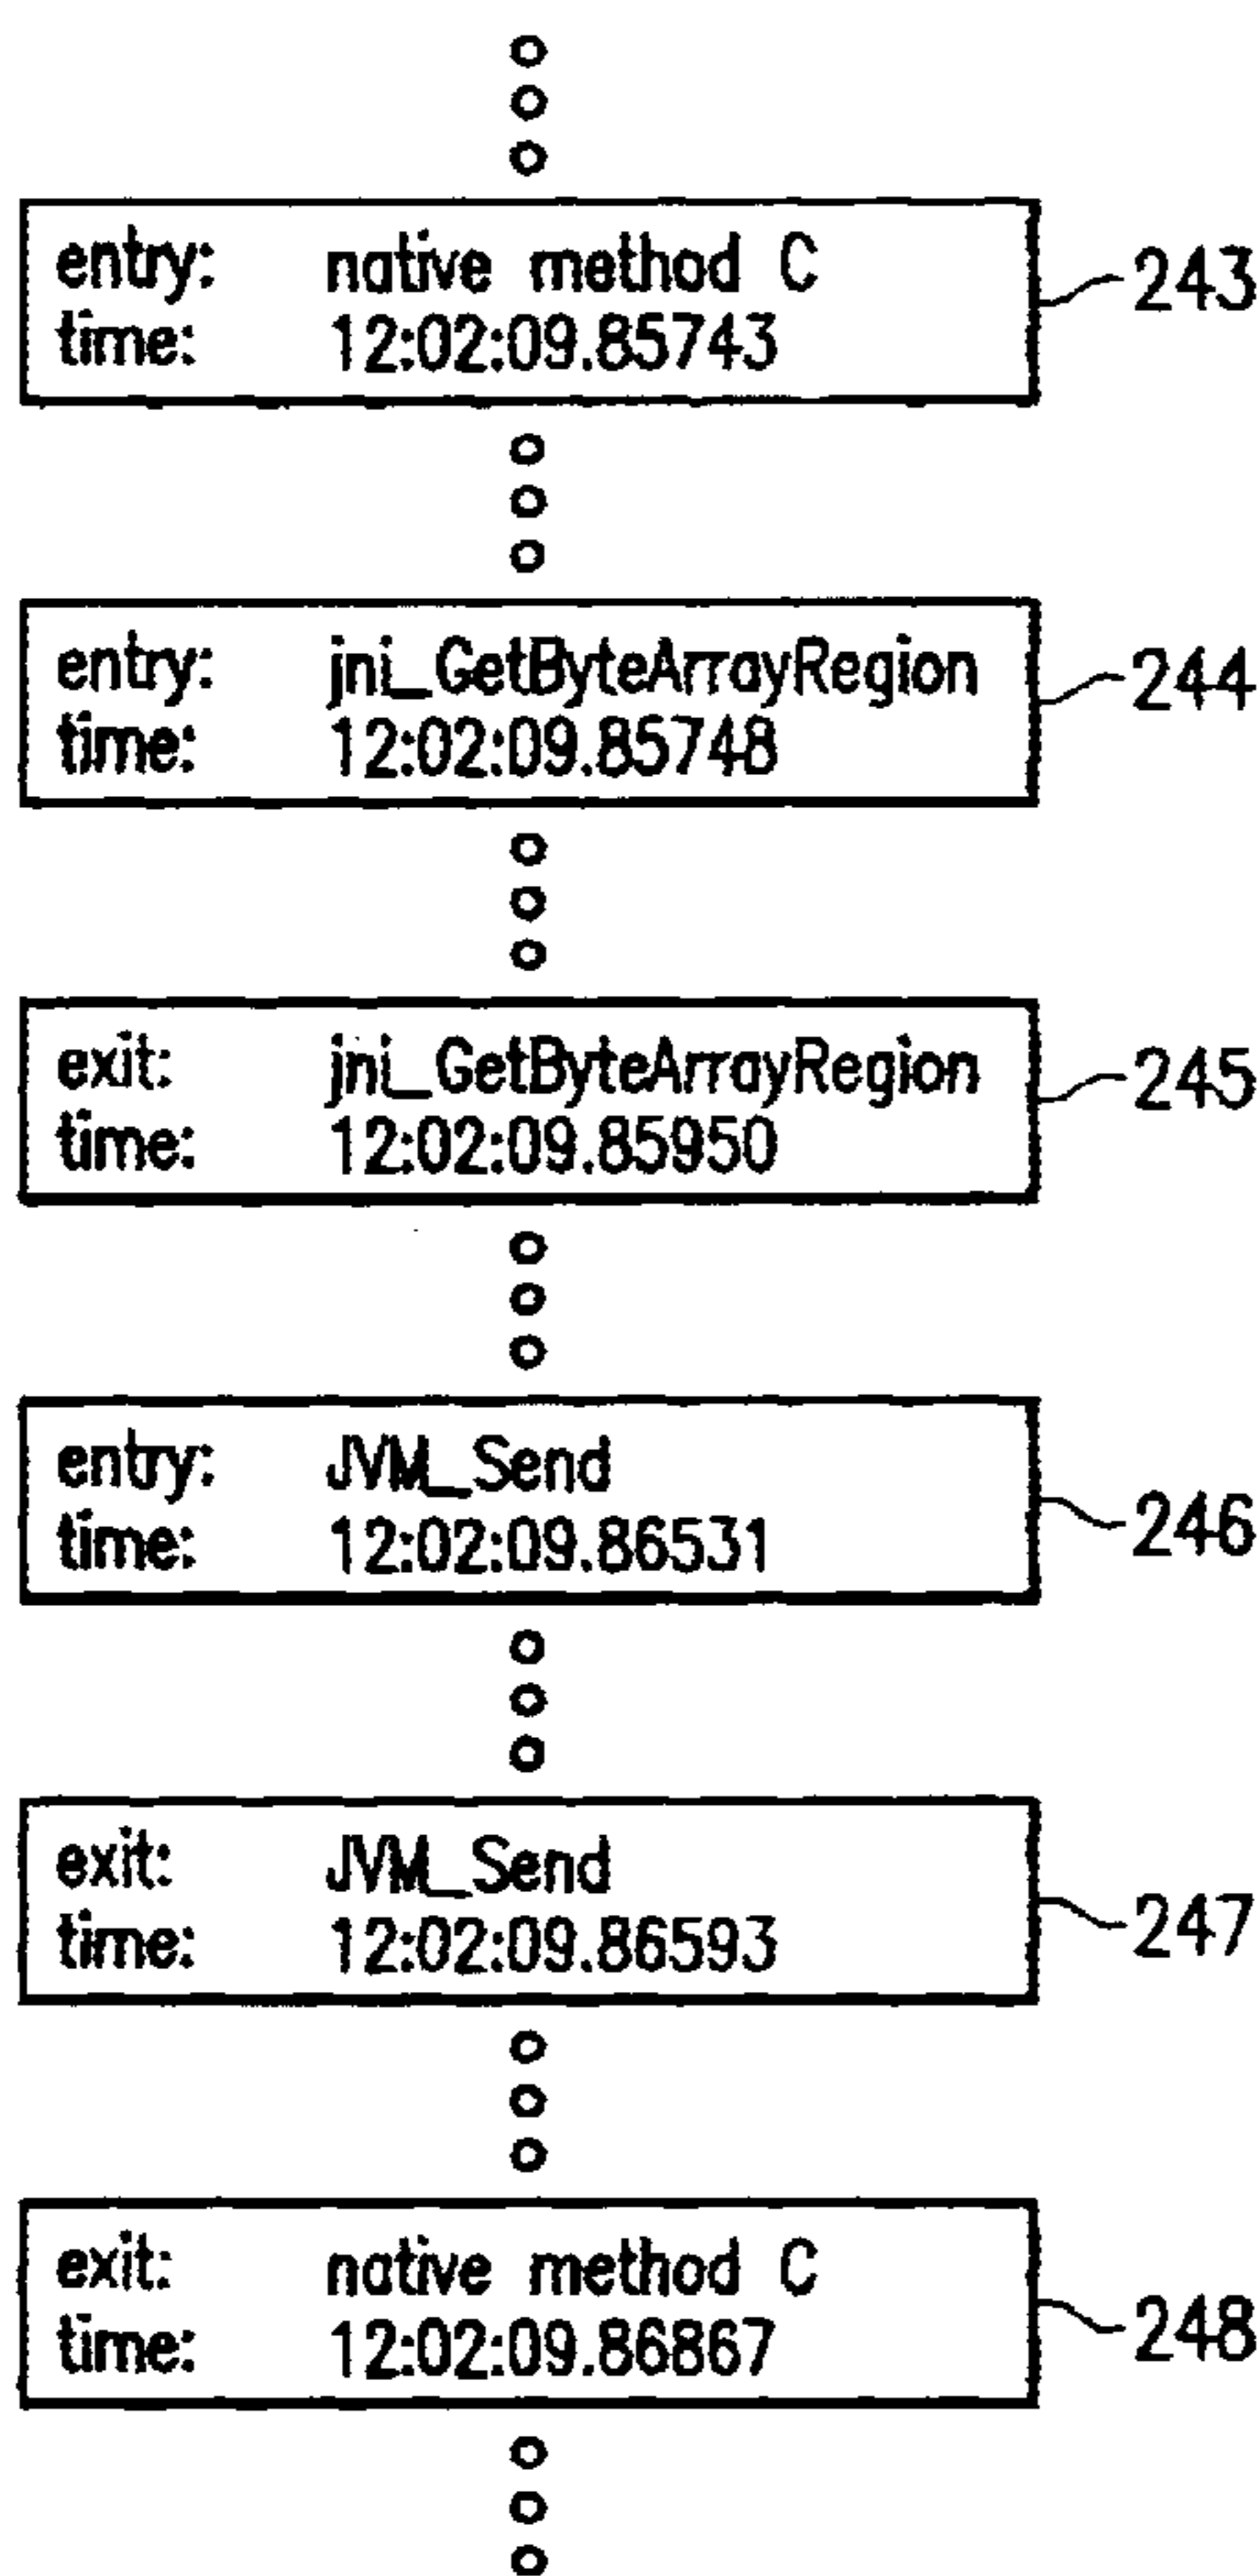 entry: native method C
time: 12:02:09.85743
243
entry: jni_GetByteArrayRegion
time: 12:02:09.85748
244
exit: jni_GetByteArrayRegion
time: 12:02:09.85950
245
entry: JVM_Send
time: 12:02:09.86531
246
exit: JVM_Send
time: 12:02:09.86593
247
exit: native method C
time: 12:02:09.86867
248